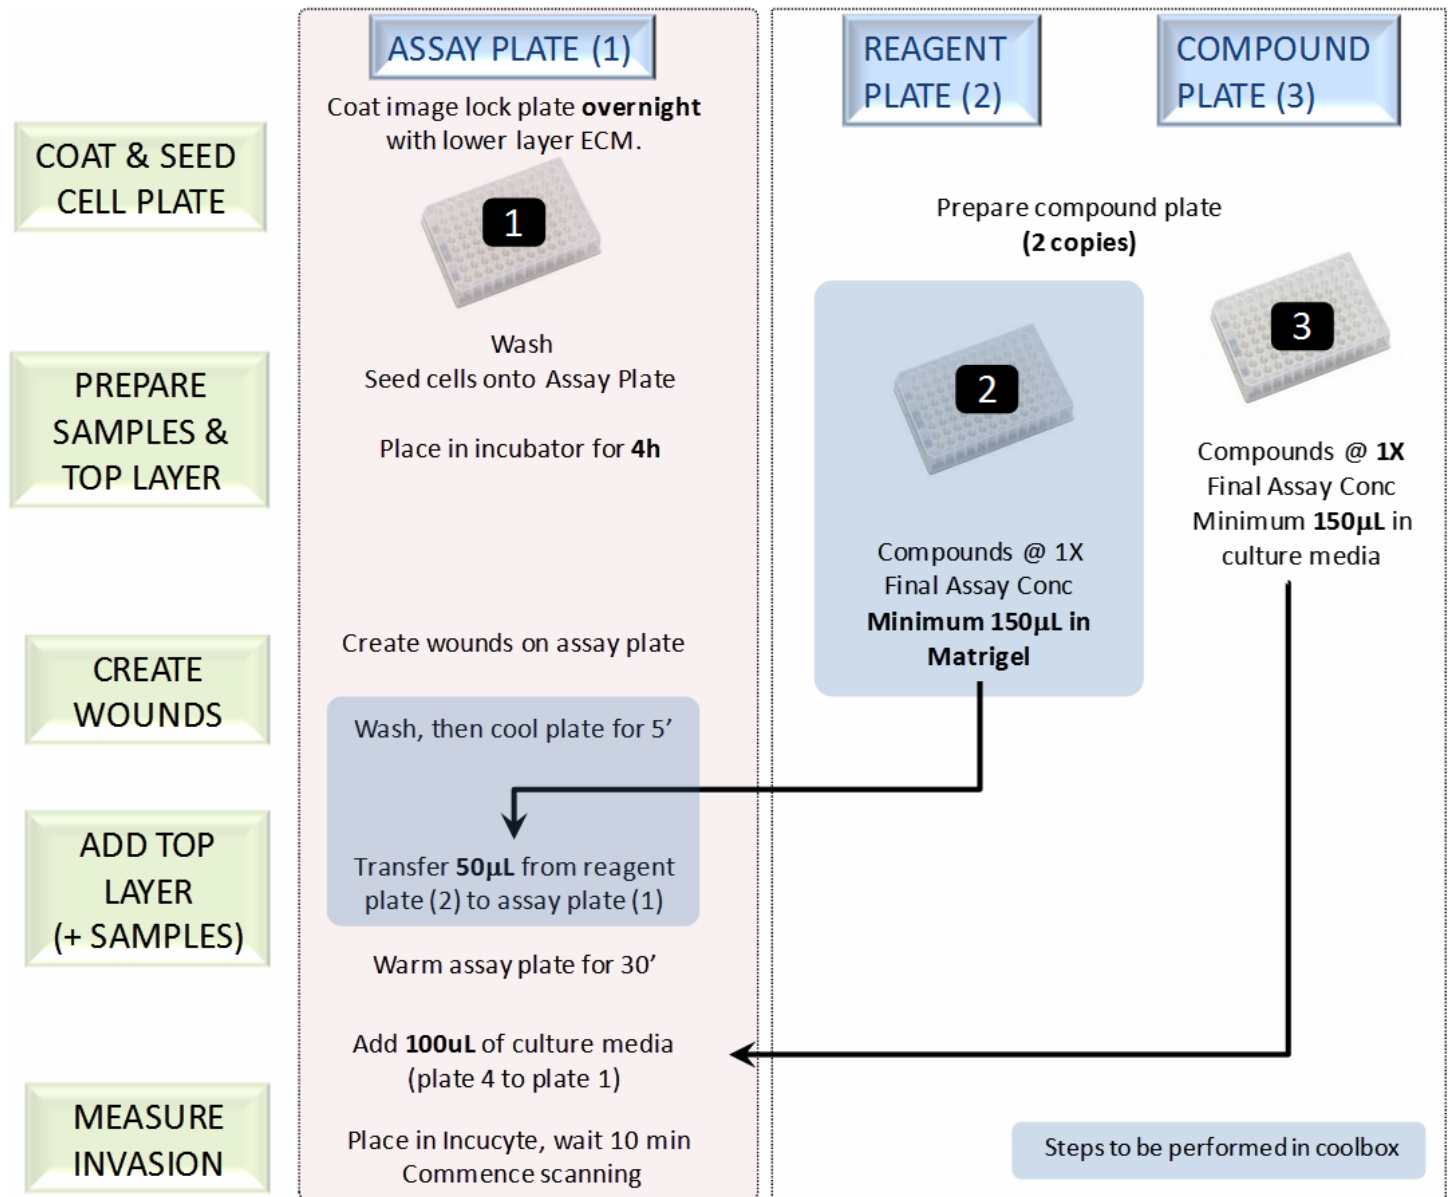 ASSAY PLATE (1)
REAGENT
PLATE (2)
COMPOUND
PLATE (3)
COAT & SEED
CELL PLATE
Coat image lock plate overnight
with lower layer ECM.
1
Prepare compound plate
(2 copies)
2
3
PREPARE
SAMPLES &
TOP LAYER
Wash
Seed cells onto Assay Plate
Place in incubator for 4h
Compounds @ 1X
Final Assay Conc
Minimum 150µL in
Matrigel
Compounds @ 1X
Final Assay Conc
Minimum 150µL in
culture media
CREATE
WOUNDS
Create wounds on assay plate
Wash, then cool plate for 5’
ADD TOP
LAYER
(+ SAMPLES)
Transfer 50µL from reagent
plate (2) to assay plate (1)
Warm assay plate for 30’
Add 100uL of culture media
(plate 4 to plate 1)
MEASURE
INVASION
Place in Incucyte, wait 10 min
Commence scanning
Steps to be performed in coolbox